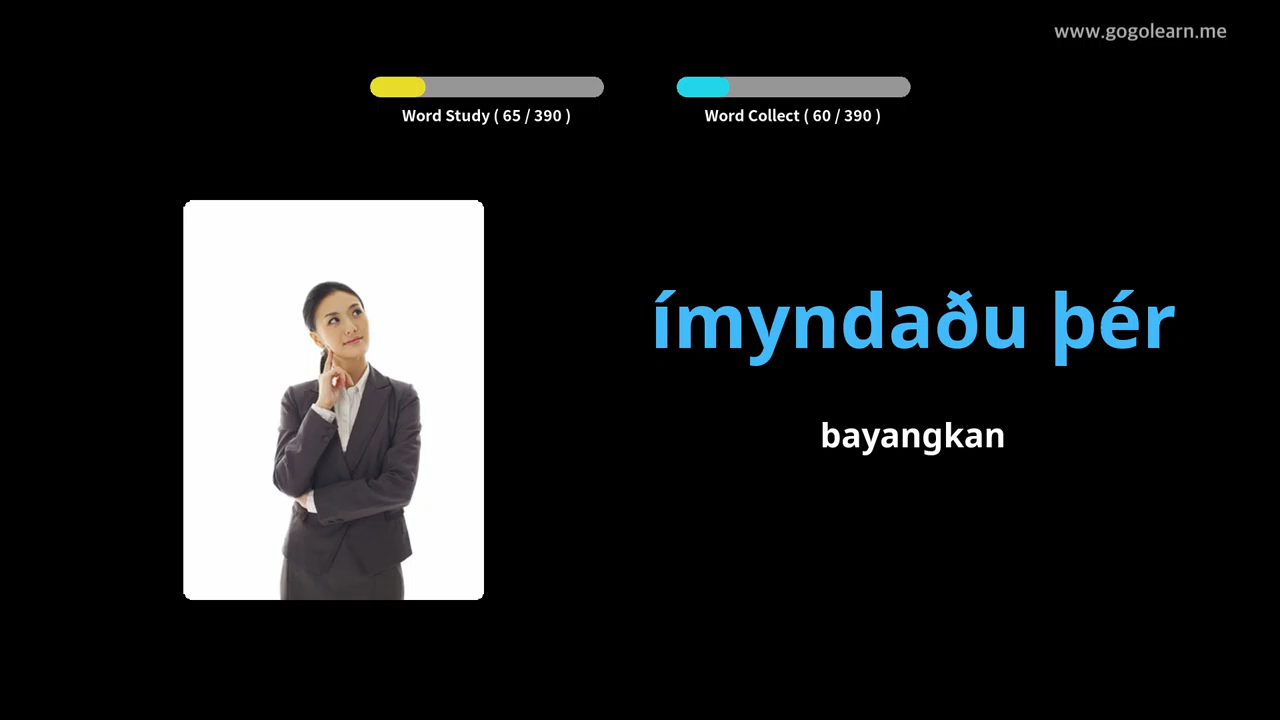 www.gogolearn.me
Word Study ( 65 / 390 )
Word Collect ( 60 / 390 )
ímyndaðu þér
bayangkan